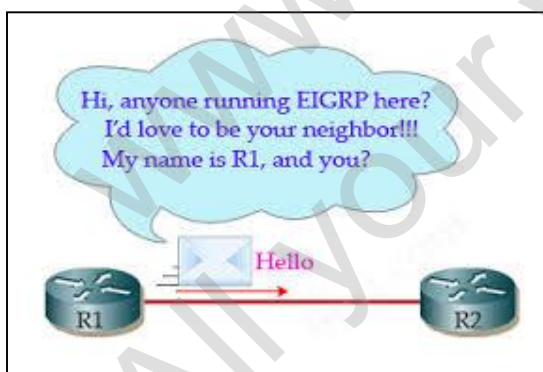 Hi, anyone running EIGRP here?
I'd love to be your neighbor!!!
My name is R1, and you?
Hello
R1
R2